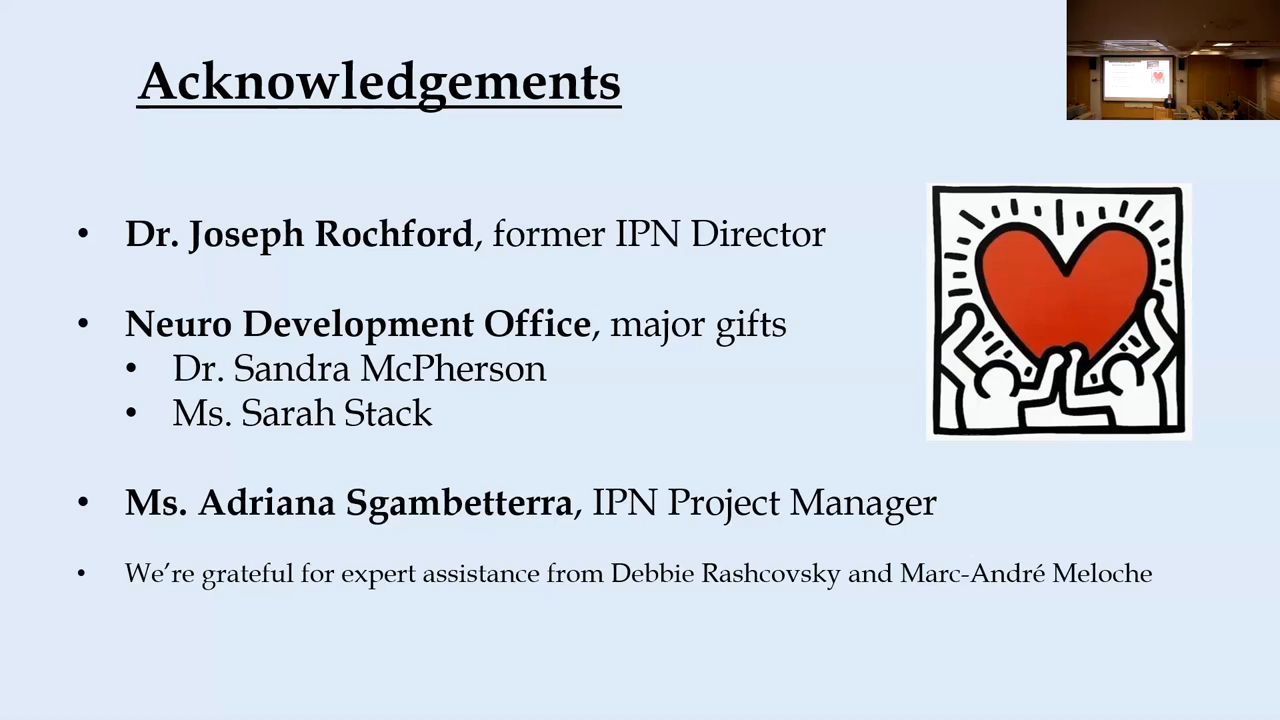 Acknowledgements
• Dr. Joseph Rochford, former IPN Director
• Neuro Development Office, major gifts
• Dr. Sandra McPherson
• Ms. Sarah Stack
• Ms. Adriana Sgambetterra, IPN Project Manager
• We’re grateful for expert assistance from Debbie Rashcovsky and Marc-André Meloche